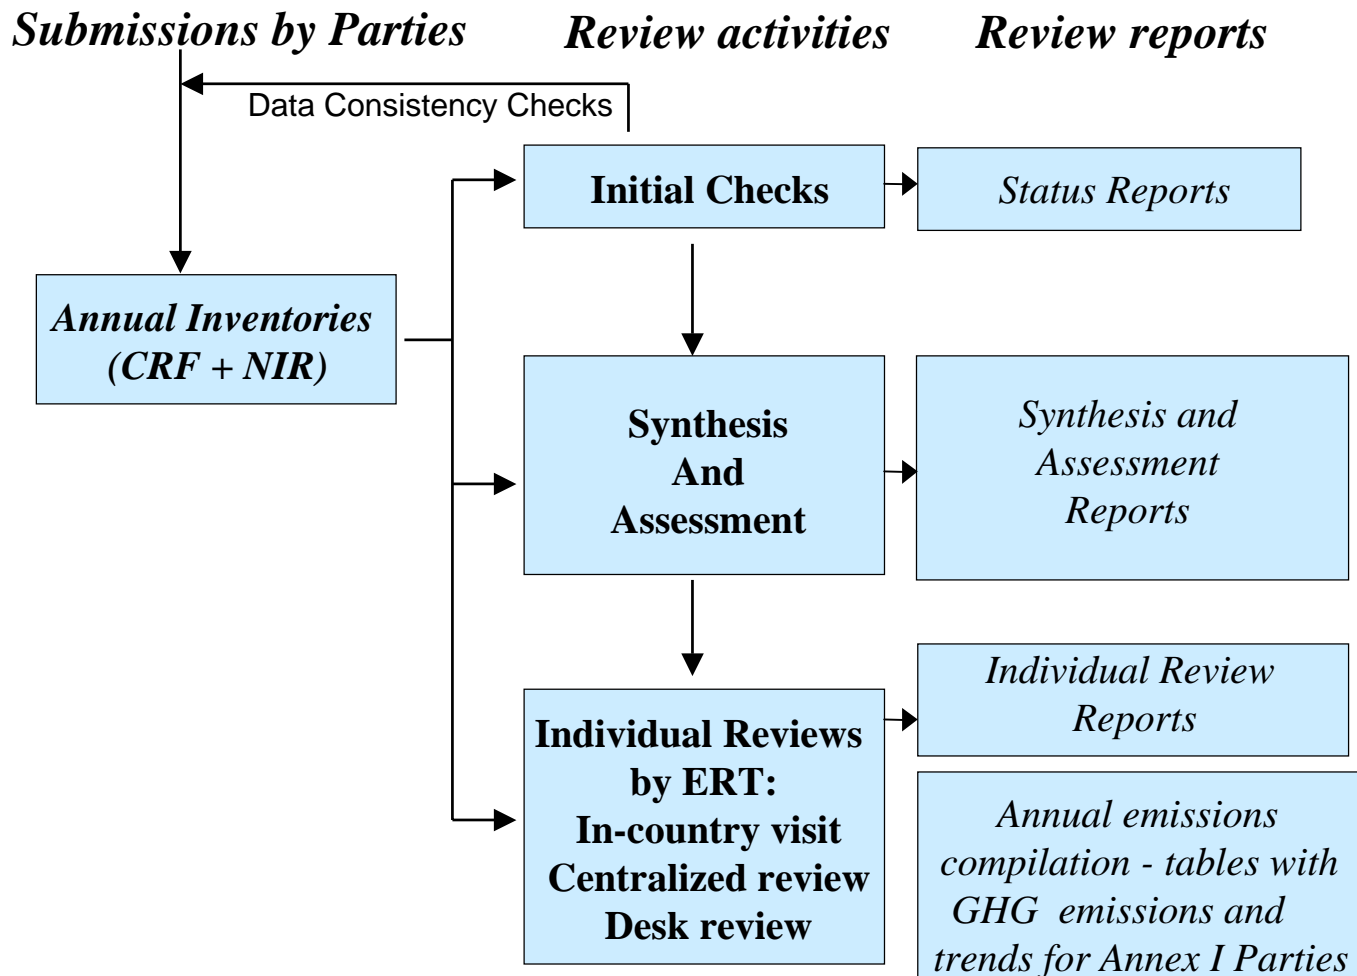 Submissions by Parties
Review activities
Review reports
Data Consistency Checks
Initial Checks
Status Reports
Annual Inventories
(CRF + NIR)
Synthesis
And
Assessment
Synthesis and
Assessment
Reports
Individual Reviews
by ERT:
In-country visit
Centralized review
Desk review
Individual Review
Reports
Annual emissions
compilation - tables with
GHG emissions and
trends for Annex I Parties